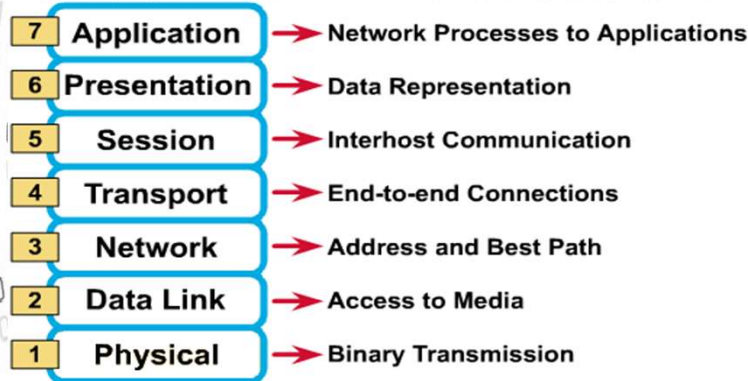 7 Application Network Processes to Applications
6 Presentation Data Representation
5 Session Interhost Communication
4 Transport End-to-end Connections
3 Network Address and Best Path
2 Data Link Access to Media
1 Physical Binary Transmission